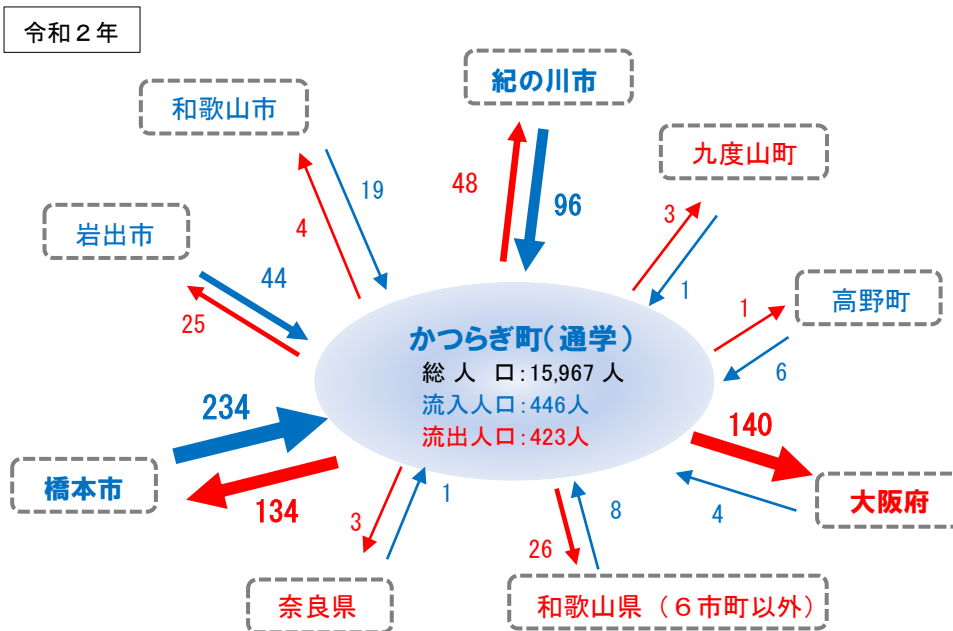 令和２年
紀の川市
和歌山市
九度山町
48
96
19
4
3
1
岩出市
44
25
高野町
1
6
かつらぎ町（通学）
総人口：15,967 人
流入人口：446人
流出人口：423人
234
134
橋本市
140
4
大阪府
3
1
奈良県
26
8
和歌山県（６市町以外）